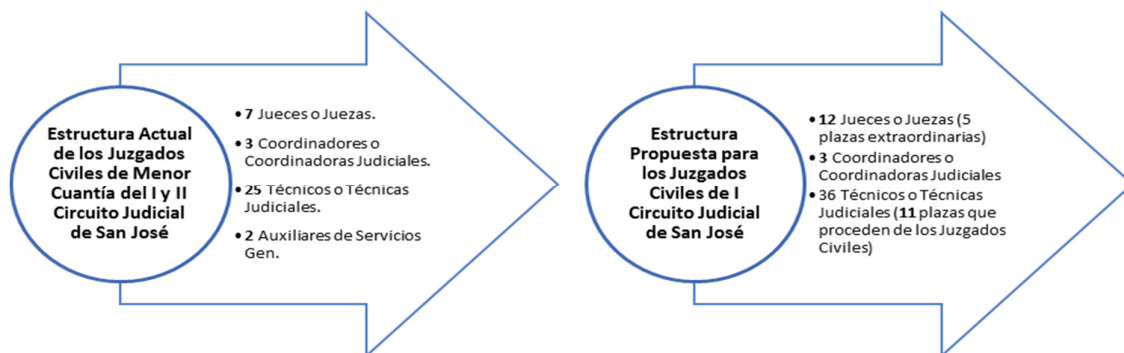 Estructura Actual
de los Juzgados
Civiles de Menor
Cuantía del I y II
Circuito Judicial
de San José
• 7 Jueces o Juezas.
• 3 Coordinadores o
Coordinadoras Judiciales.
• 25 Técnicos o Técnicas
Judiciales.
• 2 Auxiliares de Servicios
Gen.
Estructura
Propuesta para
los Juzgados
Civiles de I
Circuito Judicial
de San José
• 12 Jueces o Juezas (5
plazas extraordinarias)
• 3 Coordinadores o
Coordinadoras Judiciales
• 36 Técnicos o Técnicas
Judiciales (11 plazas que
proceden de los Juzgados
Civiles)